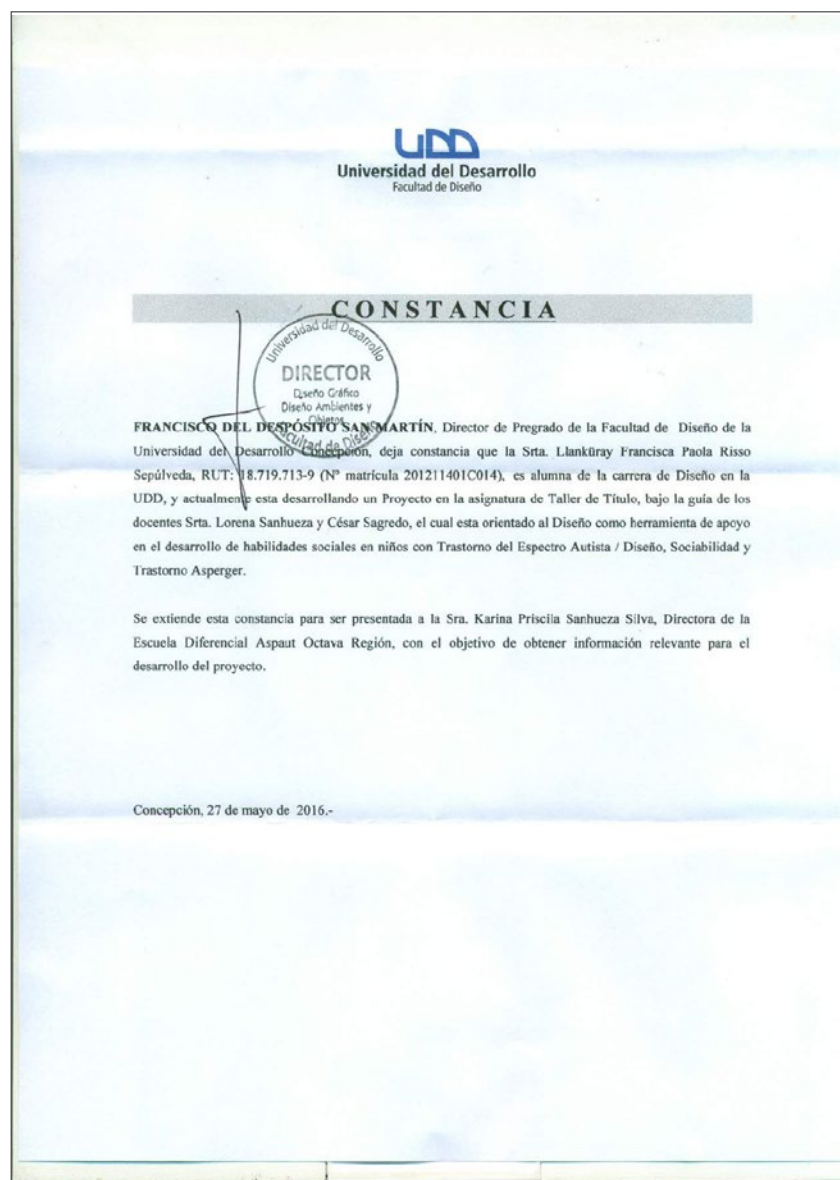 UDD
Universidad del Desarrollo
Facultad de Diseño
CONSTANCIA
Universidad del Desarrollo
DIRECTOR
Diseño Gráfico
Diseño Ambientes y
Objetos
Facultad de Diseño
FRANCISCO DEL DESPÓSITO SAN MARTÍN, Director de Pregrado de la Facultad de Diseño de la
Universidad del Desarrollo Concepción, deja constancia que la Srta. Llanküray Francisca Paola Risso
Sepúlveda, RUT: 18.719.713-9 (Nº matrícula 201211401C014), es alumna de la carrera de Diseño en la
UDD, y actualmente esta desarrollando un Proyecto en la asignatura de Taller de Título, bajo la guía de los
docentes Srta. Lorena Sanhueza y César Sagredo, el cual esta orientado al Diseño como herramienta de apoyo
en el desarrollo de habilidades sociales en niños con Trastorno del Espectro Autista / Diseño, Sociabilidad y
Trastorno Asperger.
Se extiende esta constancia para ser presentada a la Sra. Karina Priscila Sanhueza Silva, Directora de la
Escuela Diferencial Aspaut Octava Región, con el objetivo de obtener información relevante para el
desarrollo del proyecto.
Concepción, 27 de mayo de 2016.-